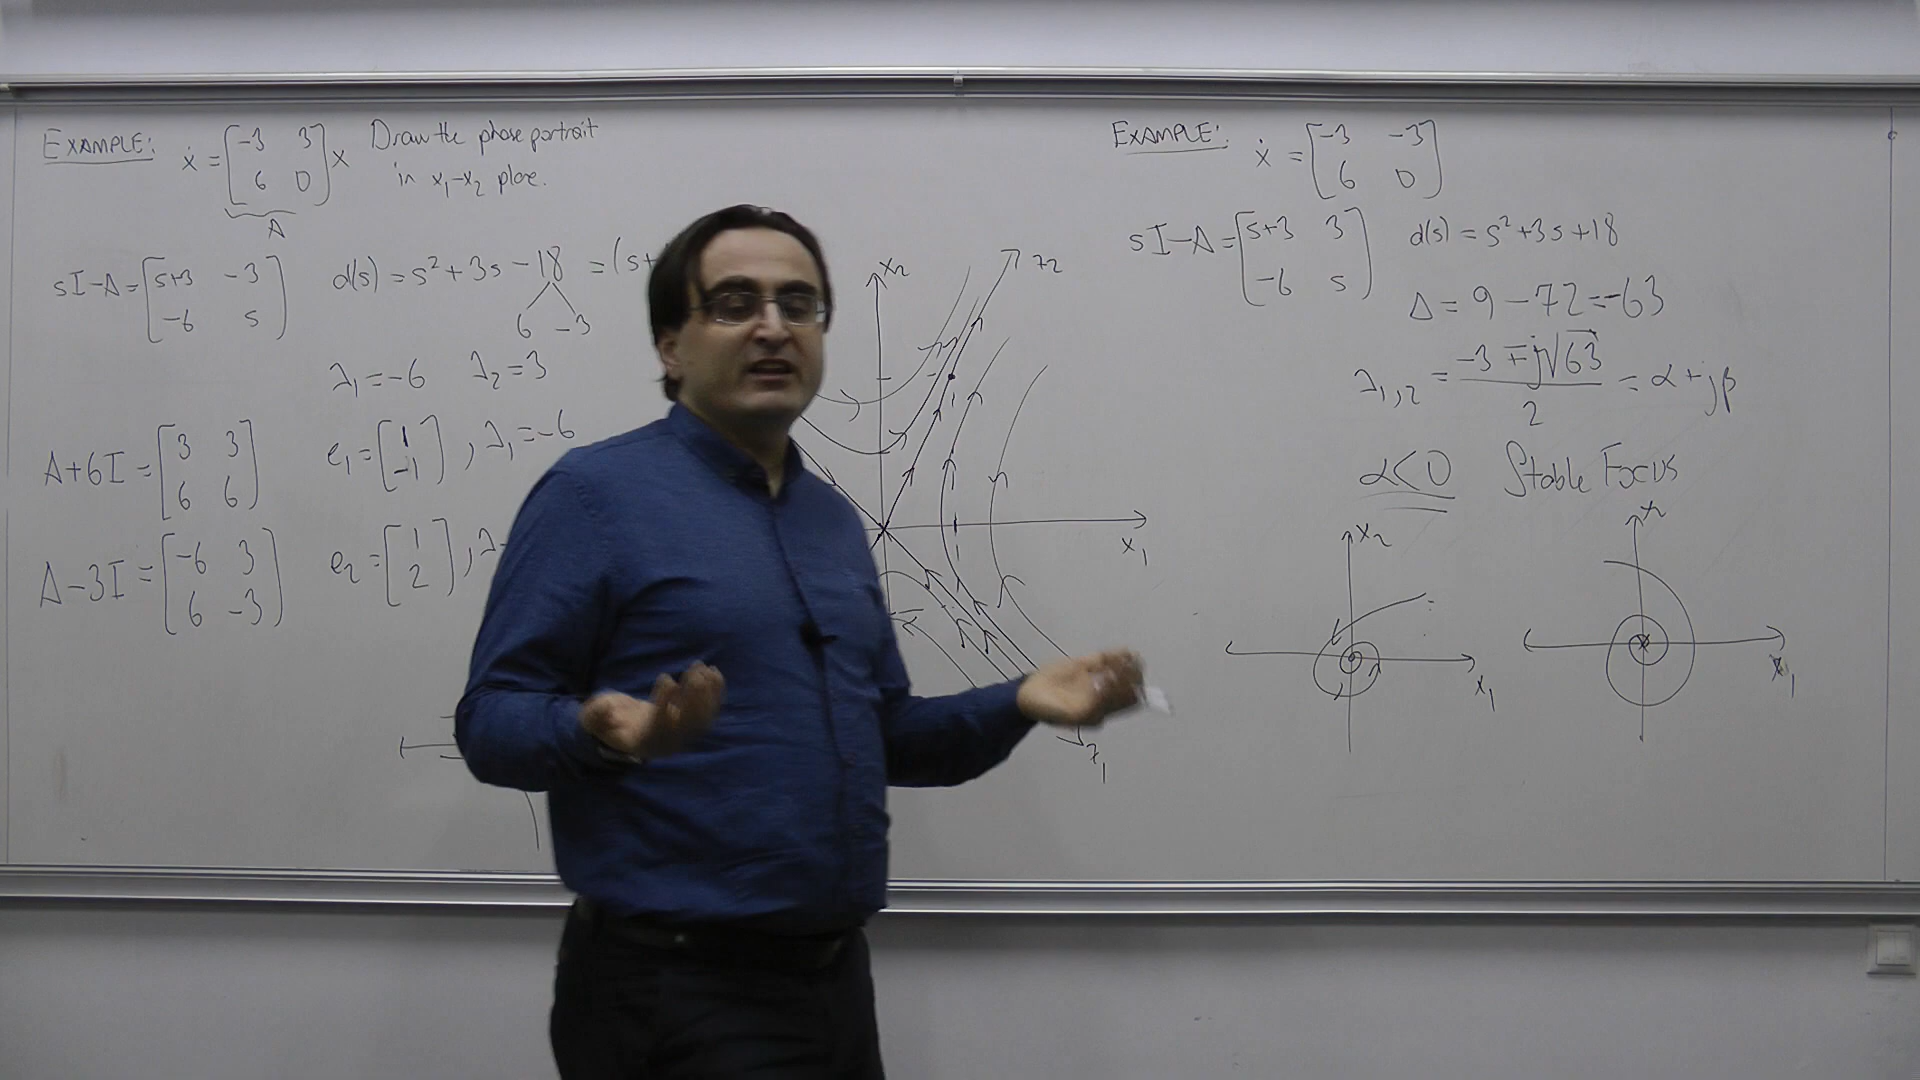 EXAMPLE: ẋ = [-3 3; 6 0] x Draw the phase portrait
in x₁-x₂ plane.
A
sI-A = [s+3 -3; -6 s] d(s) = s²+3s-18 = (s+
6 -3
λ₁=-6 λ₂=3
A+6I = [3 3; 6 6] e₁=[1; -1], λ₁=-6
A-3I = [-6 3; 6 -3] e₂=[1; 2], λ
x₂
z₂
x₁
z₁
EXAMPLE: ẋ = [-3 -3; 6 0]
sI-A = [s+3 3; -6 s] d(s) = s²+3s+18
Δ = 9-72=-63
λ₁,₂ = (-3 ∓ j√63)/2 = α+jβ
α<0 Stable Focus
x₂
x₁
x₂
x₁